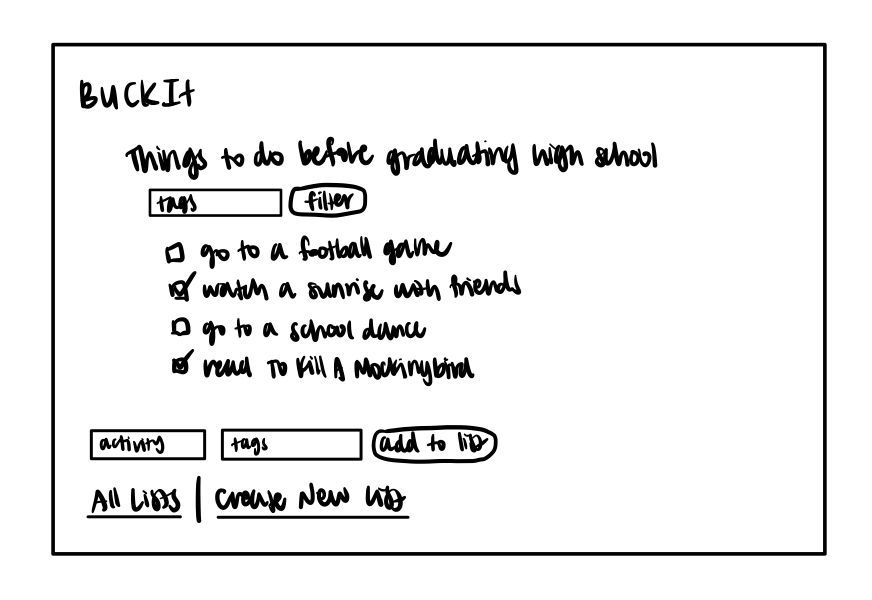 BUCKIt
Things to do before graduating high school
tags filter
go to a football game
watch a sunrise with friends
go to a school dance
read To Kill A Mockingbird
activity tags add to list
All Lists | Create New List